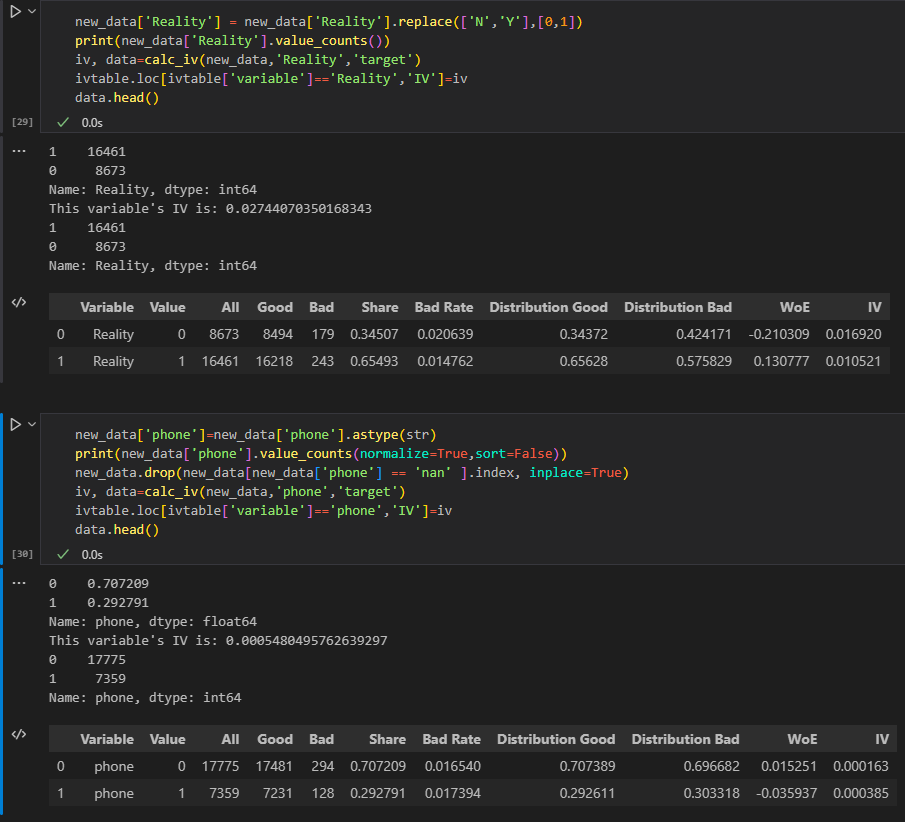 new_data['Reality'] = new_data['Reality'].replace(['N','Y'],[0,1])
print(new_data['Reality'].value_counts())
iv, data=calc_iv(new_data,'Reality','target')
ivtable.loc[ivtable['variable']=='Reality','IV']=iv
data.head()
[29] 0.0s
... 1 16461
0 8673
Name: Reality, dtype: int64
This variable's IV is: 0.02744070350168343
1 16461
0 8673
Name: Reality, dtype: int64
Variable Value All Good Bad Share Bad Rate Distribution Good Distribution Bad WoE IV
0 Reality 0 8673 8494 179 0.34507 0.020639 0.34372 0.424171 -0.210309 0.016920
1 Reality 1 16461 16218 243 0.65493 0.014762 0.65628 0.575829 0.130777 0.010521
new_data['phone']=new_data['phone'].astype(str)
print(new_data['phone'].value_counts(normalize=True,sort=False))
new_data.drop(new_data[new_data['phone'] == 'nan' ].index, inplace=True)
iv, data=calc_iv(new_data,'phone','target')
ivtable.loc[ivtable['variable']=='phone','IV']=iv
data.head()
[30] 0.0s
... 0 0.707209
1 0.292791
Name: phone, dtype: float64
This variable's IV is: 0.0005480495762639297
0 17775
1 7359
Name: phone, dtype: int64
Variable Value All Good Bad Share Bad Rate Distribution Good Distribution Bad WoE IV
0 phone 0 17775 17481 294 0.707209 0.016540 0.707389 0.696682 0.015251 0.000163
1 phone 1 7359 7231 128 0.292791 0.017394 0.292611 0.303318 -0.035937 0.000385